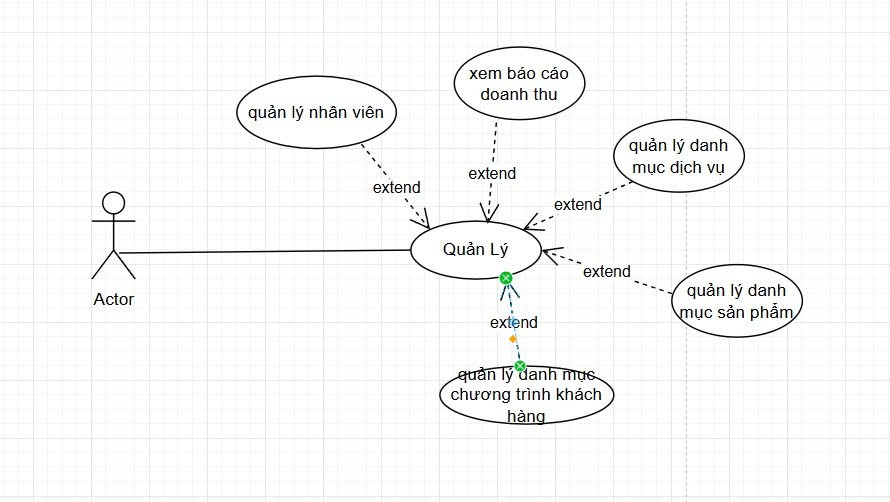 xem báo cáo
doanh thu
quản lý nhân viên
quản lý danh
mục dịch vụ
extend
extend
extend
Quản Lý
extend
Actor
quản lý danh
mục sản phẩm
extend
quản lý danh mục
chương trình khách
hàng